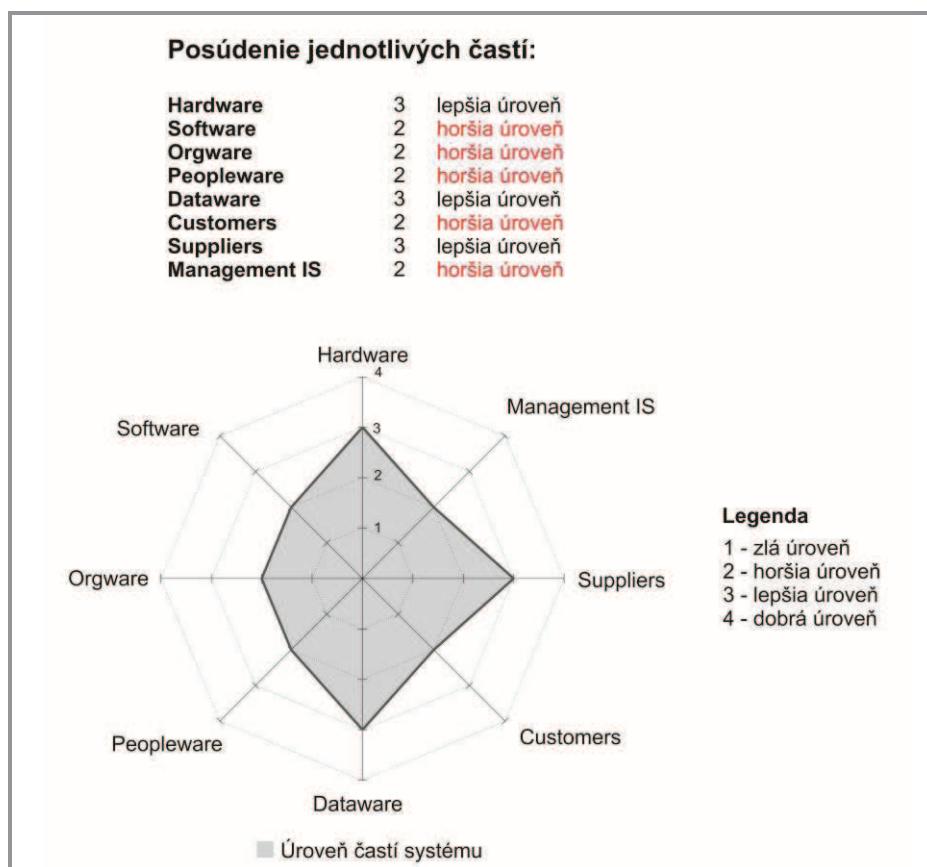 Posúdenie jednotlivých častí:
Hardware 3 lepšia úroveň
Software 2 horšia úroveň
Orgware 2 horšia úroveň
Peopleware 2 horšia úroveň
Dataware 3 lepšia úroveň
Customers 2 horšia úroveň
Suppliers 3 lepšia úroveň
Management IS 2 horšia úroveň
Hardware
4
Management IS
Software
3
2
1
Legenda
1 - zlá úroveň
2 - horšia úroveň
3 - lepšia úroveň
4 - dobrá úroveň
Orgware
Suppliers
Peopleware
Customers
Dataware
Úroveň častí systému